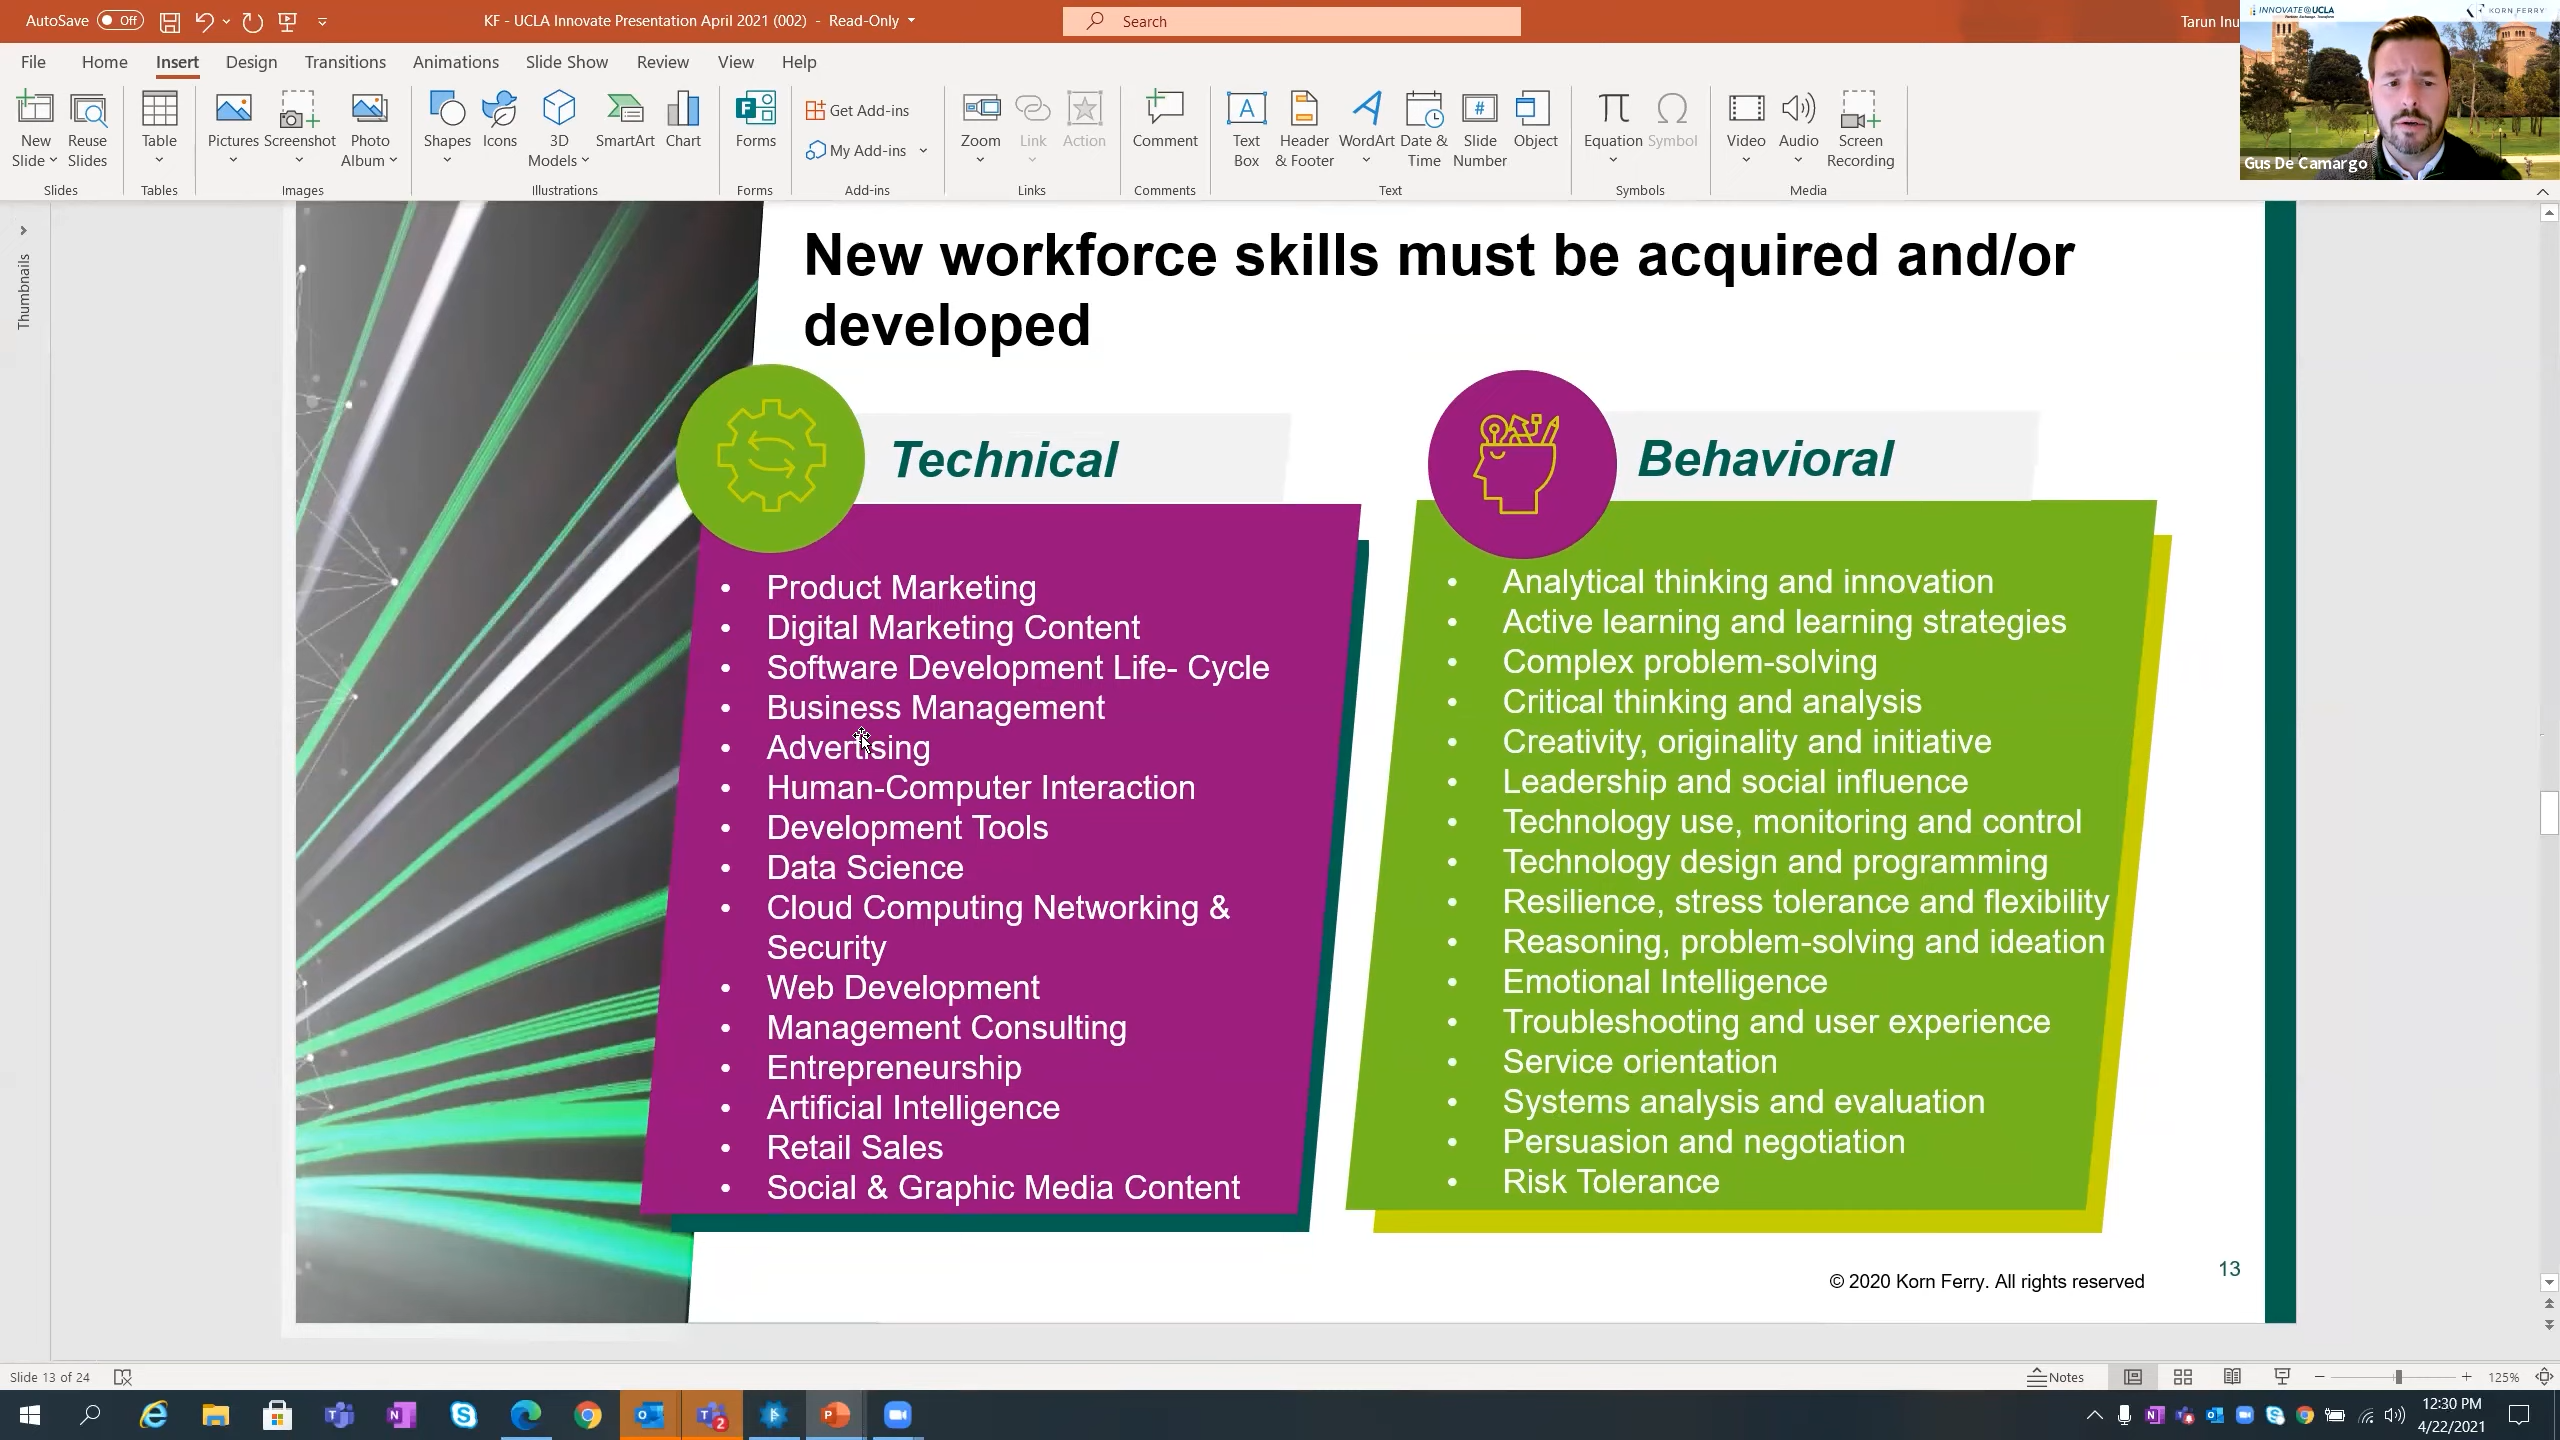 AutoSave Off KF - UCLA Innovate Presentation April 2021 (002) - Read-Only Search Tarun Inu
INNOVATE@UCLA KORN FERRY
File Home Insert Design Transitions Animations Slide Show Review View Help
New Slide Reuse Slides Table Pictures Screenshot Photo Album Shapes Icons 3D Models SmartArt Chart Forms Get Add-ins My Add-ins Zoom Link Action Comment Text Box Header & Footer WordArt Date & Time Slide Number Object Equation Symbol Video Audio Screen Recording
Slides Tables Images Illustrations Forms Add-ins Links Comments Text Symbols Media
Gus De Camargo
Thumbnails
New workforce skills must be acquired and/or
developed
Technical
• Product Marketing
• Digital Marketing Content
• Software Development Life- Cycle
• Business Management
• Advertising
• Human-Computer Interaction
• Development Tools
• Data Science
• Cloud Computing Networking &
Security
• Web Development
• Management Consulting
• Entrepreneurship
• Artificial Intelligence
• Retail Sales
• Social & Graphic Media Content
Behavioral
• Analytical thinking and innovation
• Active learning and learning strategies
• Complex problem-solving
• Critical thinking and analysis
• Creativity, originality and initiative
• Leadership and social influence
• Technology use, monitoring and control
• Technology design and programming
• Resilience, stress tolerance and flexibility
• Reasoning, problem-solving and ideation
• Emotional Intelligence
• Troubleshooting and user experience
• Service orientation
• Systems analysis and evaluation
• Persuasion and negotiation
• Risk Tolerance
© 2020 Korn Ferry. All rights reserved
13
Slide 13 of 24 Notes 125%
12:30 PM
4/22/2021